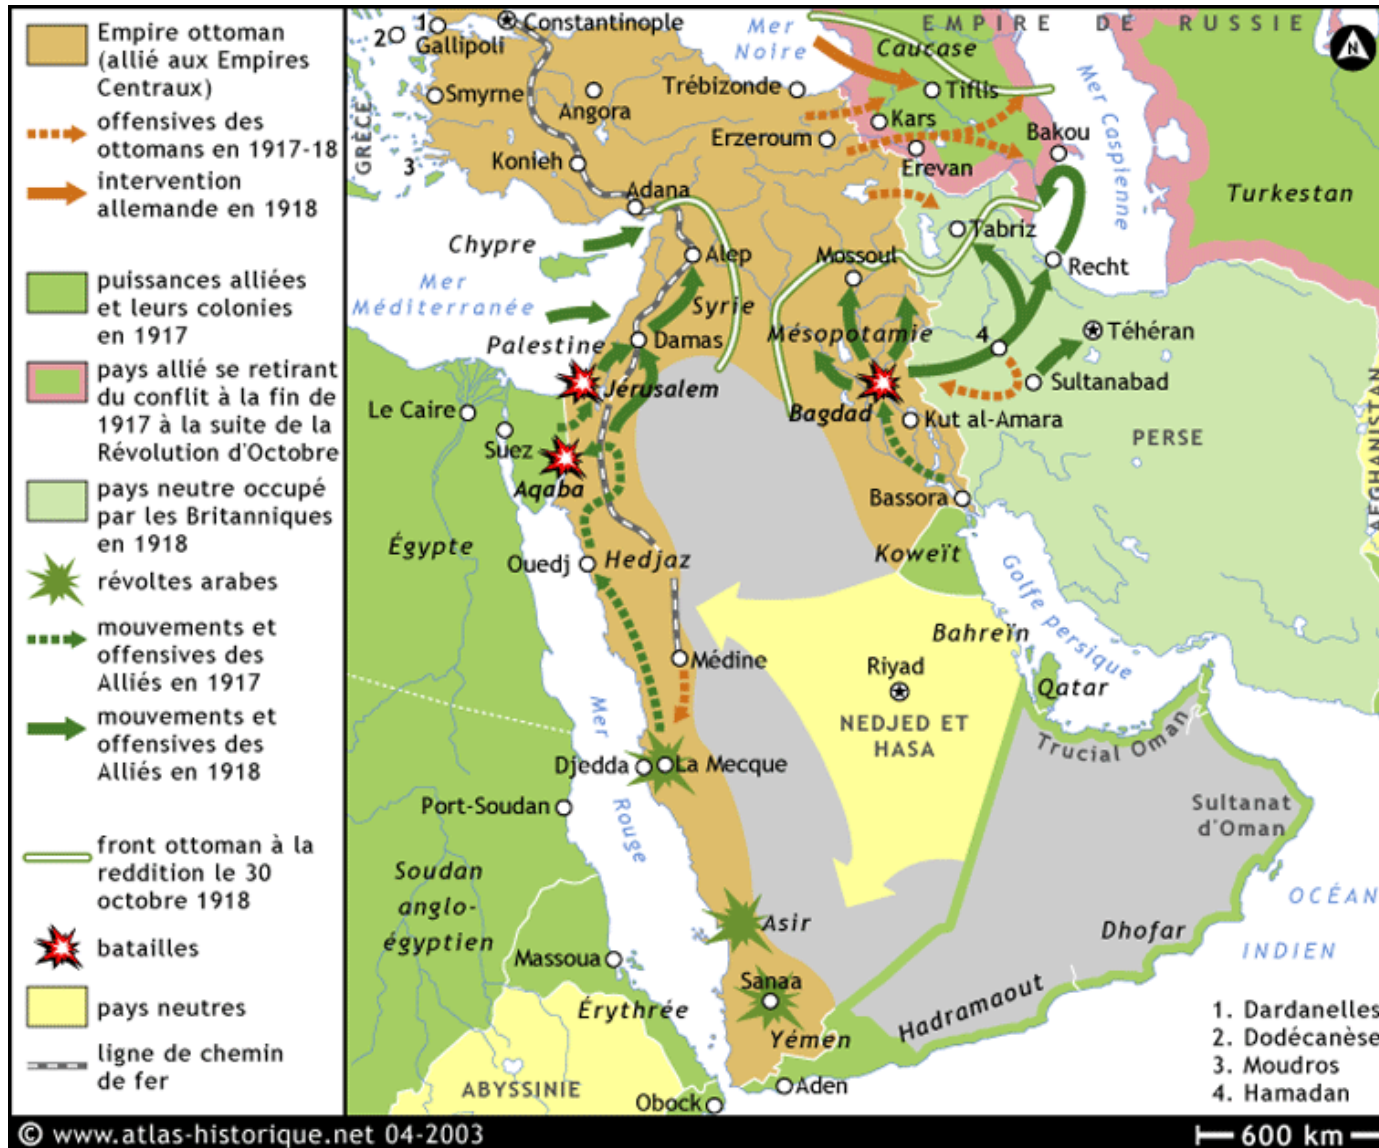 Empire ottoman
(allié aux Empires
Centraux)
offensives des
ottomans en 1917-18
intervention
allemande en 1918
puissances alliées
et leurs colonies
en 1917
pays allié se retirant
du conflit à la fin de
1917 à la suite de la
Révolution d'Octobre
pays neutre occupé
par les Britanniques
en 1918
révoltes arabes
mouvements et
offensives des
Alliés en 1917
mouvements et
offensives des
Alliés en 1918
front ottoman à la
reddition le 30
octobre 1918
batailles
pays neutres
ligne de chemin
de fer
1
2
Gallipoli
Constantinople
Mer
Noire
EMPIRE DE RUSSIE
N
Caucase
Smyrne
Angora
Trébizonde
Tiflis
Mer Caspienne
GRÈCE
Kars
Erzeroum
Bakou
3
Konieh
Erevan
Adana
Turkestan
Chypre
Tabriz
Alep
Mossoul
Recht
Mer
Méditerranée
Syrie
Mésopotamie
4
Téhéran
Palestine
Damas
Jérusalem
Sultanabad
Le Caire
Bagdad
Kut al-Amara
AFGHANISTAN
PERSE
Suez
Aqaba
Bassora
Égypte
Ouedj
Hedjaz
Koweït
Golfe persique
Bahreïn
Médine
Riyad
Qatar
Mer
Rouge
NEDJED ET
HASA
Trucial Oman
Djedda
La Mecque
Port-Soudan
Sultanat
d'Oman
Soudan
anglo-
égyptien
Asir
OCÉAN
INDIEN
Dhofar
Massoua
Sanaa
Érythrée
Hadramaout
Yémen
ABYSSINIE
Aden
Obock
1. Dardanelles
2. Dodécanèse
3. Moudros
4. Hamadan
© www.atlas-historique.net 04-2003
600 km